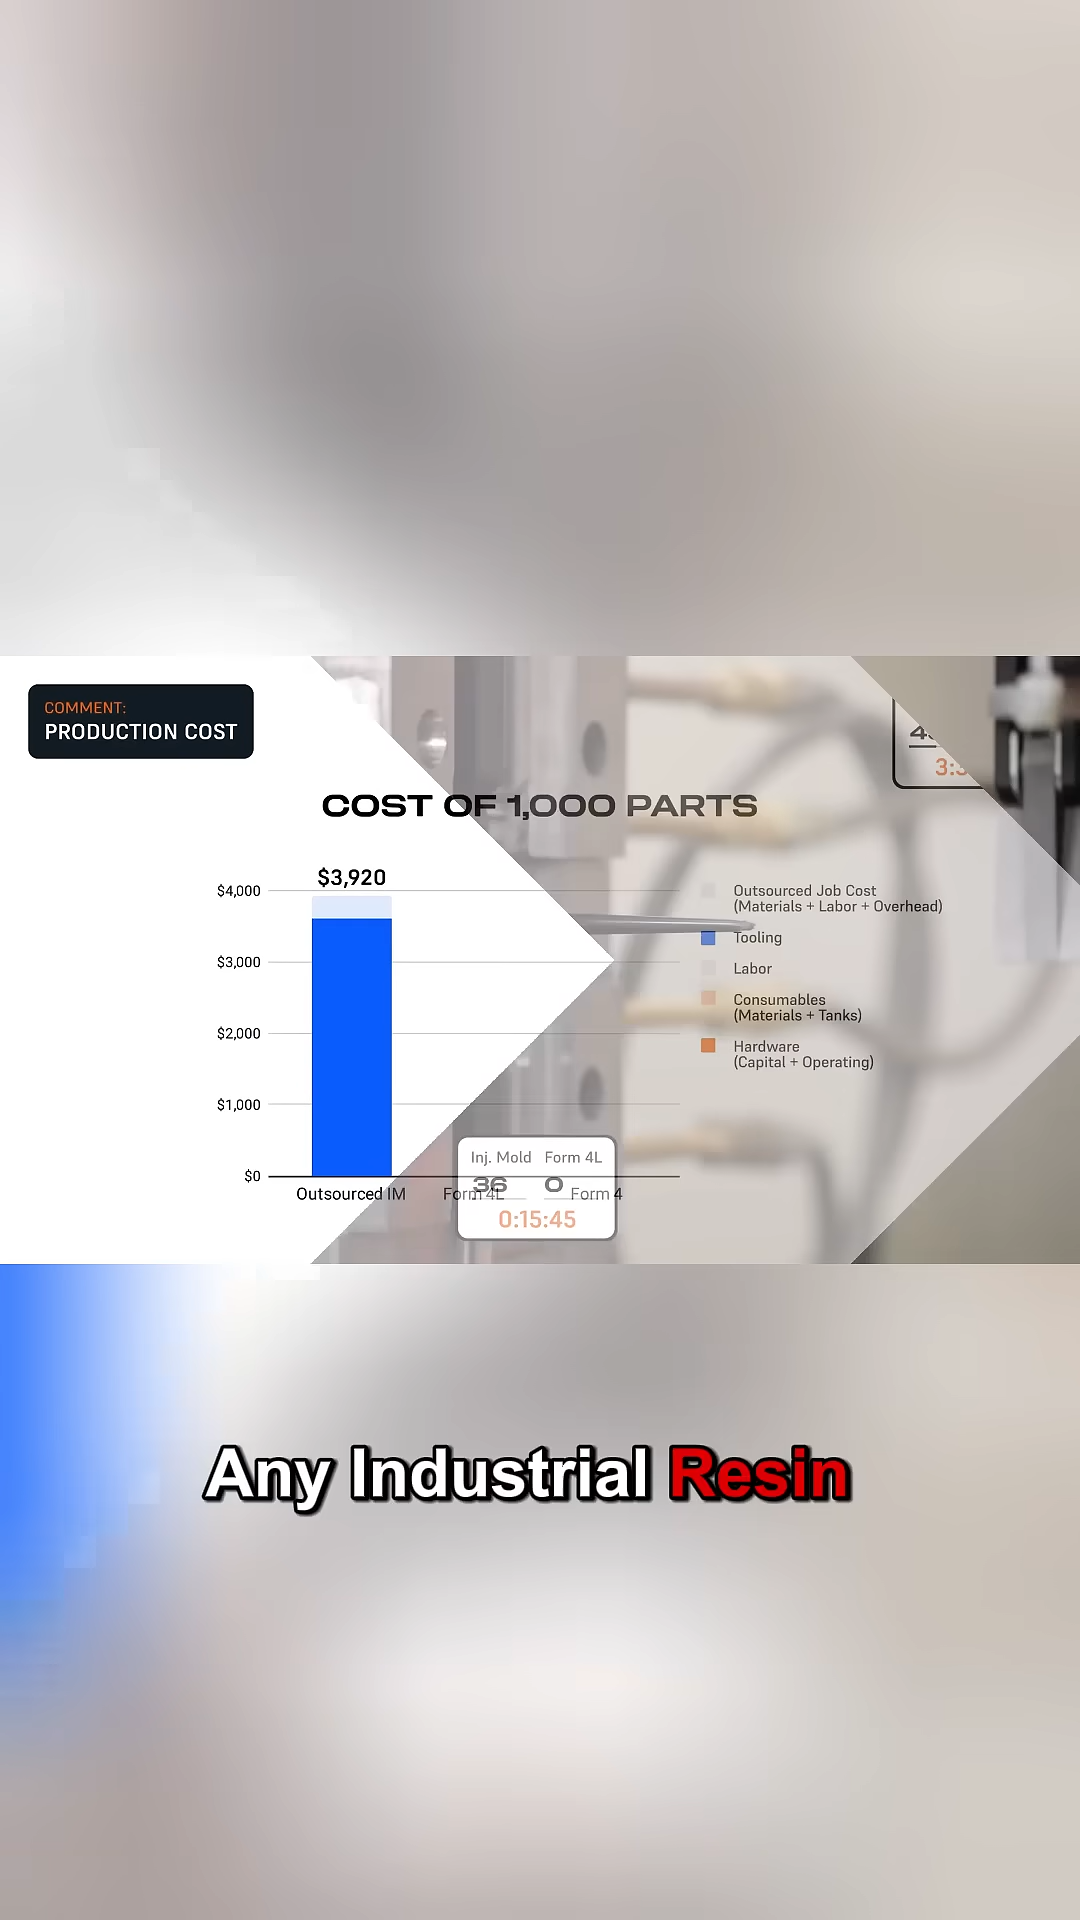 COMMENT:
PRODUCTION COST
COST OF 1,000 PARTS
$3,920
$4,000
$3,000
$2,000
$1,000
$0
Outsourced IM
Form 4L
Form 4
Outsourced Job Cost
(Materials + Labor + Overhead)
Tooling
Labor
Consumables
(Materials + Tanks)
Hardware
(Capital + Operating)
Inj. Mold Form 4L
36 0
0:15:45
Any Industrial Resin